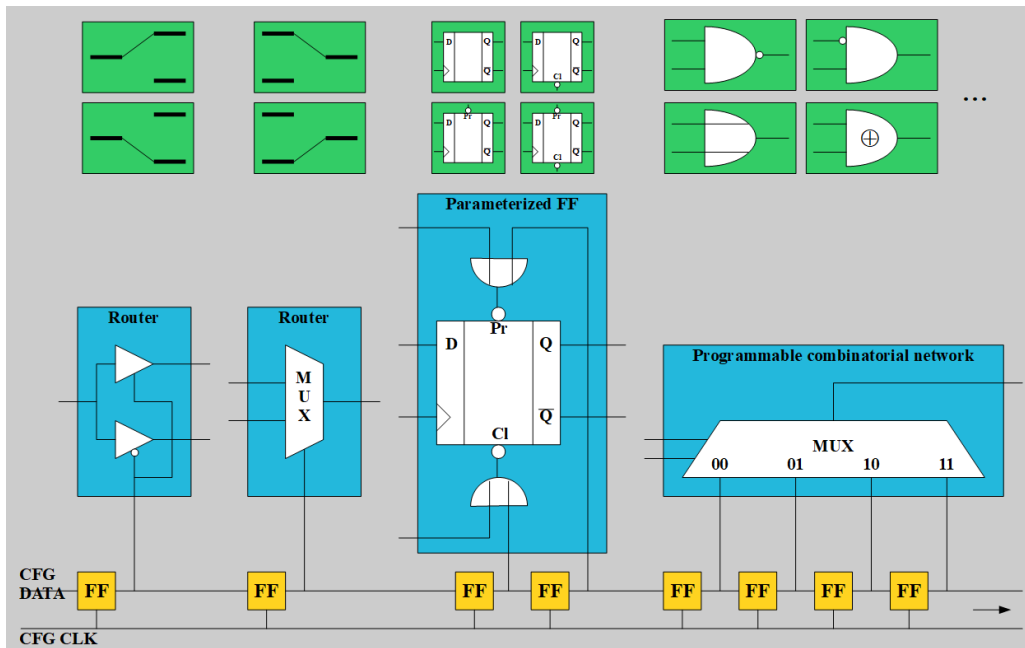 D Q
Q̅
D Q
Q̅
Cl
Pr
D Q
Q̅
Pr
D Q
Q̅
Cl
...
Parameterized FF
Router
Router
Pr
D Q
Q̅
Cl
M
U
X
Programmable combinatorial network
MUX
00 01 10 11
CFG
DATA
FF FF FF FF FF FF FF FF
CFG CLK